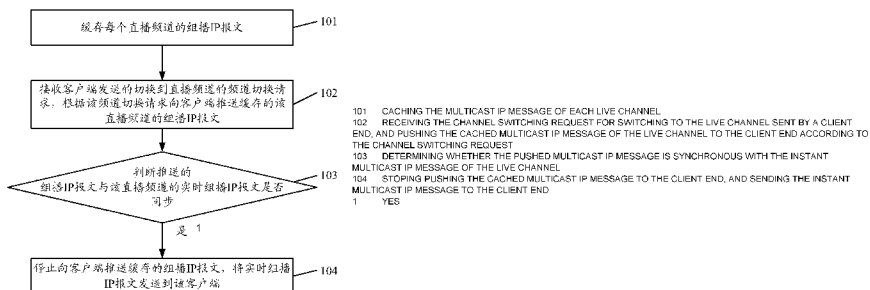 缓存每个直播频道的组播IP报文
101
接收客户端发送的切换到直播频道的频道切换请
求，根据该频道切换请求向客户端推送缓存的该
直播频道的组播IP报文
102
判断推送的
组播IP报文与该直播频道的实时组播IP报文是否
同步
103
是 1
停止向客户端推送缓存的组播IP报文，将实时组播
IP报文发送到该客户端
104
101 CACHING THE MULTICAST IP MESSAGE OF EACH LIVE CHANNEL
102 RECEIVING THE CHANNEL SWITCHING REQUEST FOR SWITCHING TO THE LIVE CHANNEL SENT BY A CLIENT
END, AND PUSHING THE CACHED MULTICAST IP MESSAGE OF THE LIVE CHANNEL TO THE CLIENT END ACCORDING TO
THE CHANNEL SWITCHING REQUEST
103 DETERMINING WHETHER THE PUSHED MULTICAST IP MESSAGE IS SYNCHRONOUS WITH THE INSTANT
MULTICAST IP MESSAGE OF THE LIVE CHANNEL
104 STOPING PUSHING THE CACHED MULTICAST IP MESSAGE TO THE CLIENT END, AND SENDING THE INSTANT
MULTICAST IP MESSAGE TO THE CLIENT END
1 YES